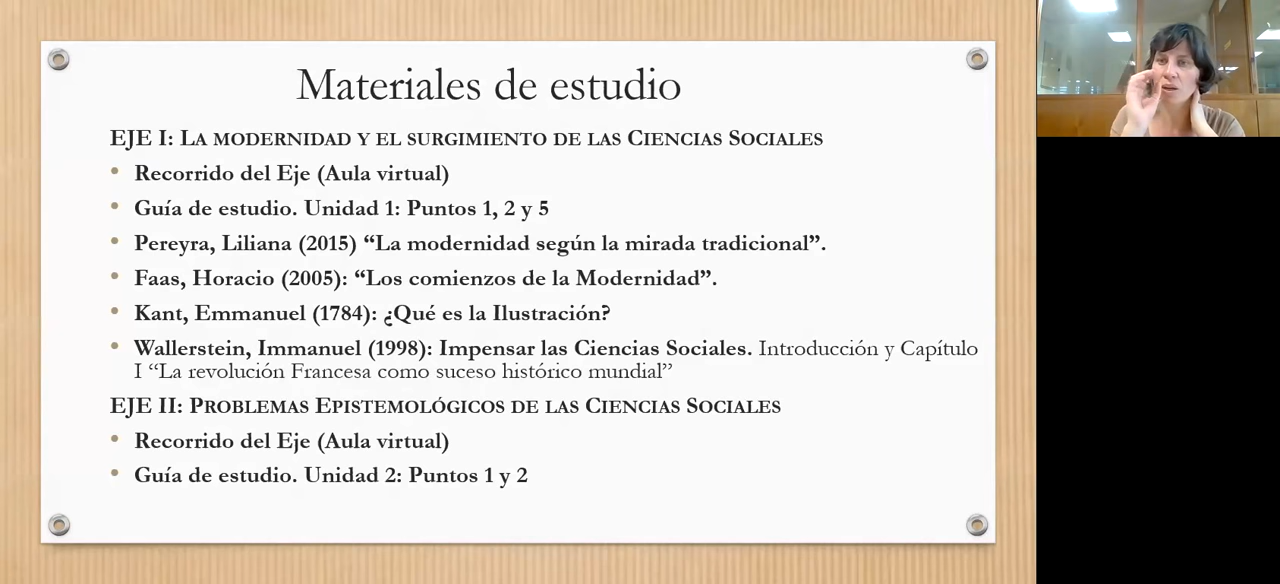 Materiales de estudio
EJE I: La modernidad y el surgimiento de las Ciencias Sociales
• Recorrido del Eje (Aula virtual)
• Guía de estudio. Unidad 1: Puntos 1, 2 y 5
• Pereyra, Liliana (2015) “La modernidad según la mirada tradicional”.
• Faas, Horacio (2005): “Los comienzos de la Modernidad”.
• Kant, Emmanuel (1784): ¿Qué es la Ilustración?
• Wallerstein, Immanuel (1998): Impensar las Ciencias Sociales. Introducción y Capítulo
I “La revolución Francesa como suceso histórico mundial”
EJE II: Problemas Epistemológicos de las Ciencias Sociales
• Recorrido del Eje (Aula virtual)
• Guía de estudio. Unidad 2: Puntos 1 y 2